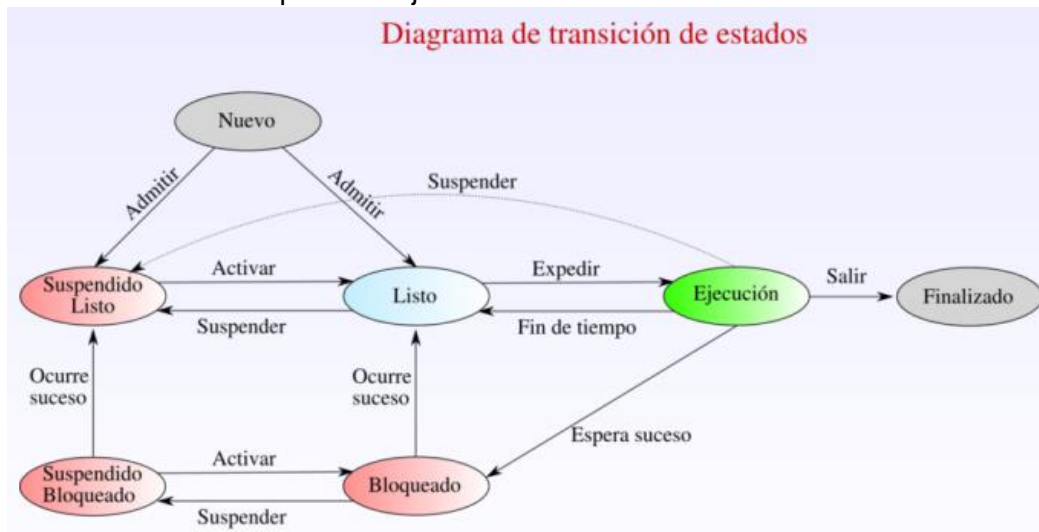 Diagrama de transición de estados
Nuevo
Admitir
Admitir
Suspender
Suspendido
Listo
Activar
Suspender
Listo
Expedir
Fin de tiempo
Ejecución
Salir
Finalizado
Ocurre
suceso
Ocurre
suceso
Espera suceso
Suspendido
Bloqueado
Activar
Suspender
Bloqueado